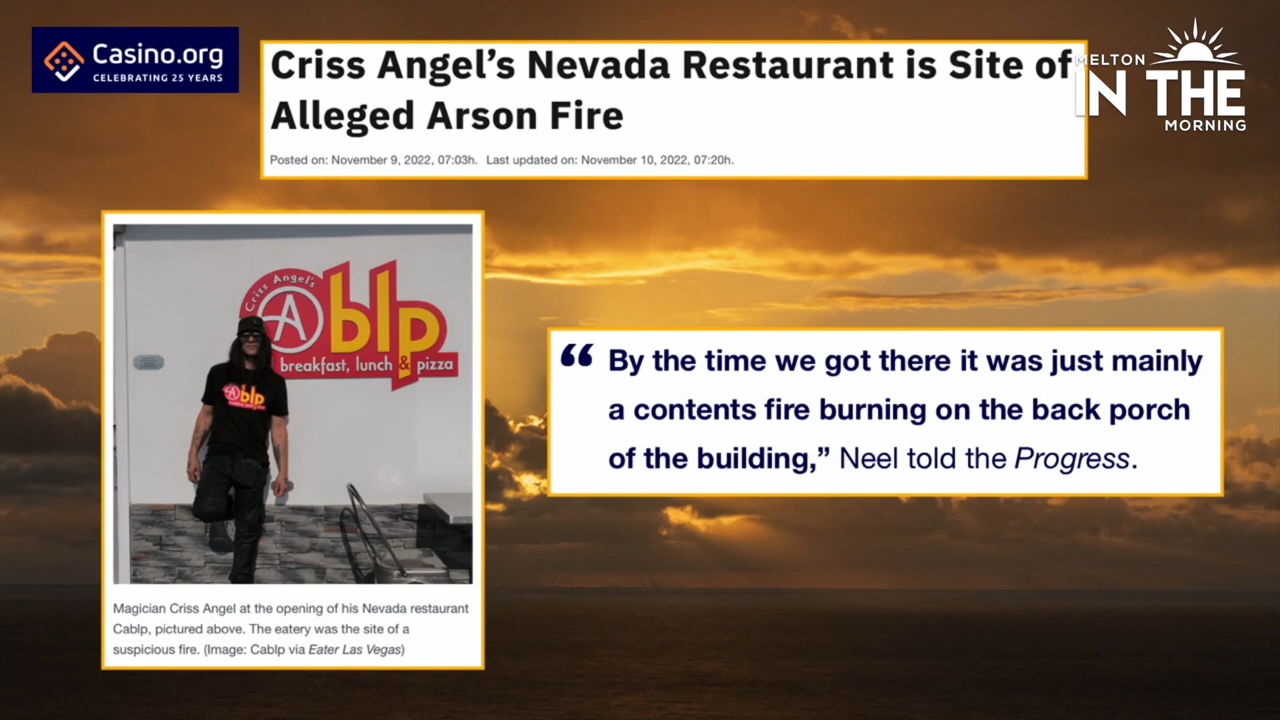 Casino.org
CELEBRATING 25 YEARS
Criss Angel's Nevada Restaurant is Site of
Alleged Arson Fire
Posted on: November 9, 2022, 07:03h. Last updated on: November 10, 2022, 07:20h.
MELTON
IN THE
MORNING
Criss Angel's
Ablp
breakfast, lunch & pizza
Ablp
“ By the time we got there it was just mainly
a contents fire burning on the back porch
of the building,” Neel told the Progress.
Magician Criss Angel at the opening of his Nevada restaurant
Cablp, pictured above. The eatery was the site of a
suspicious fire. (Image: Cablp via Eater Las Vegas)